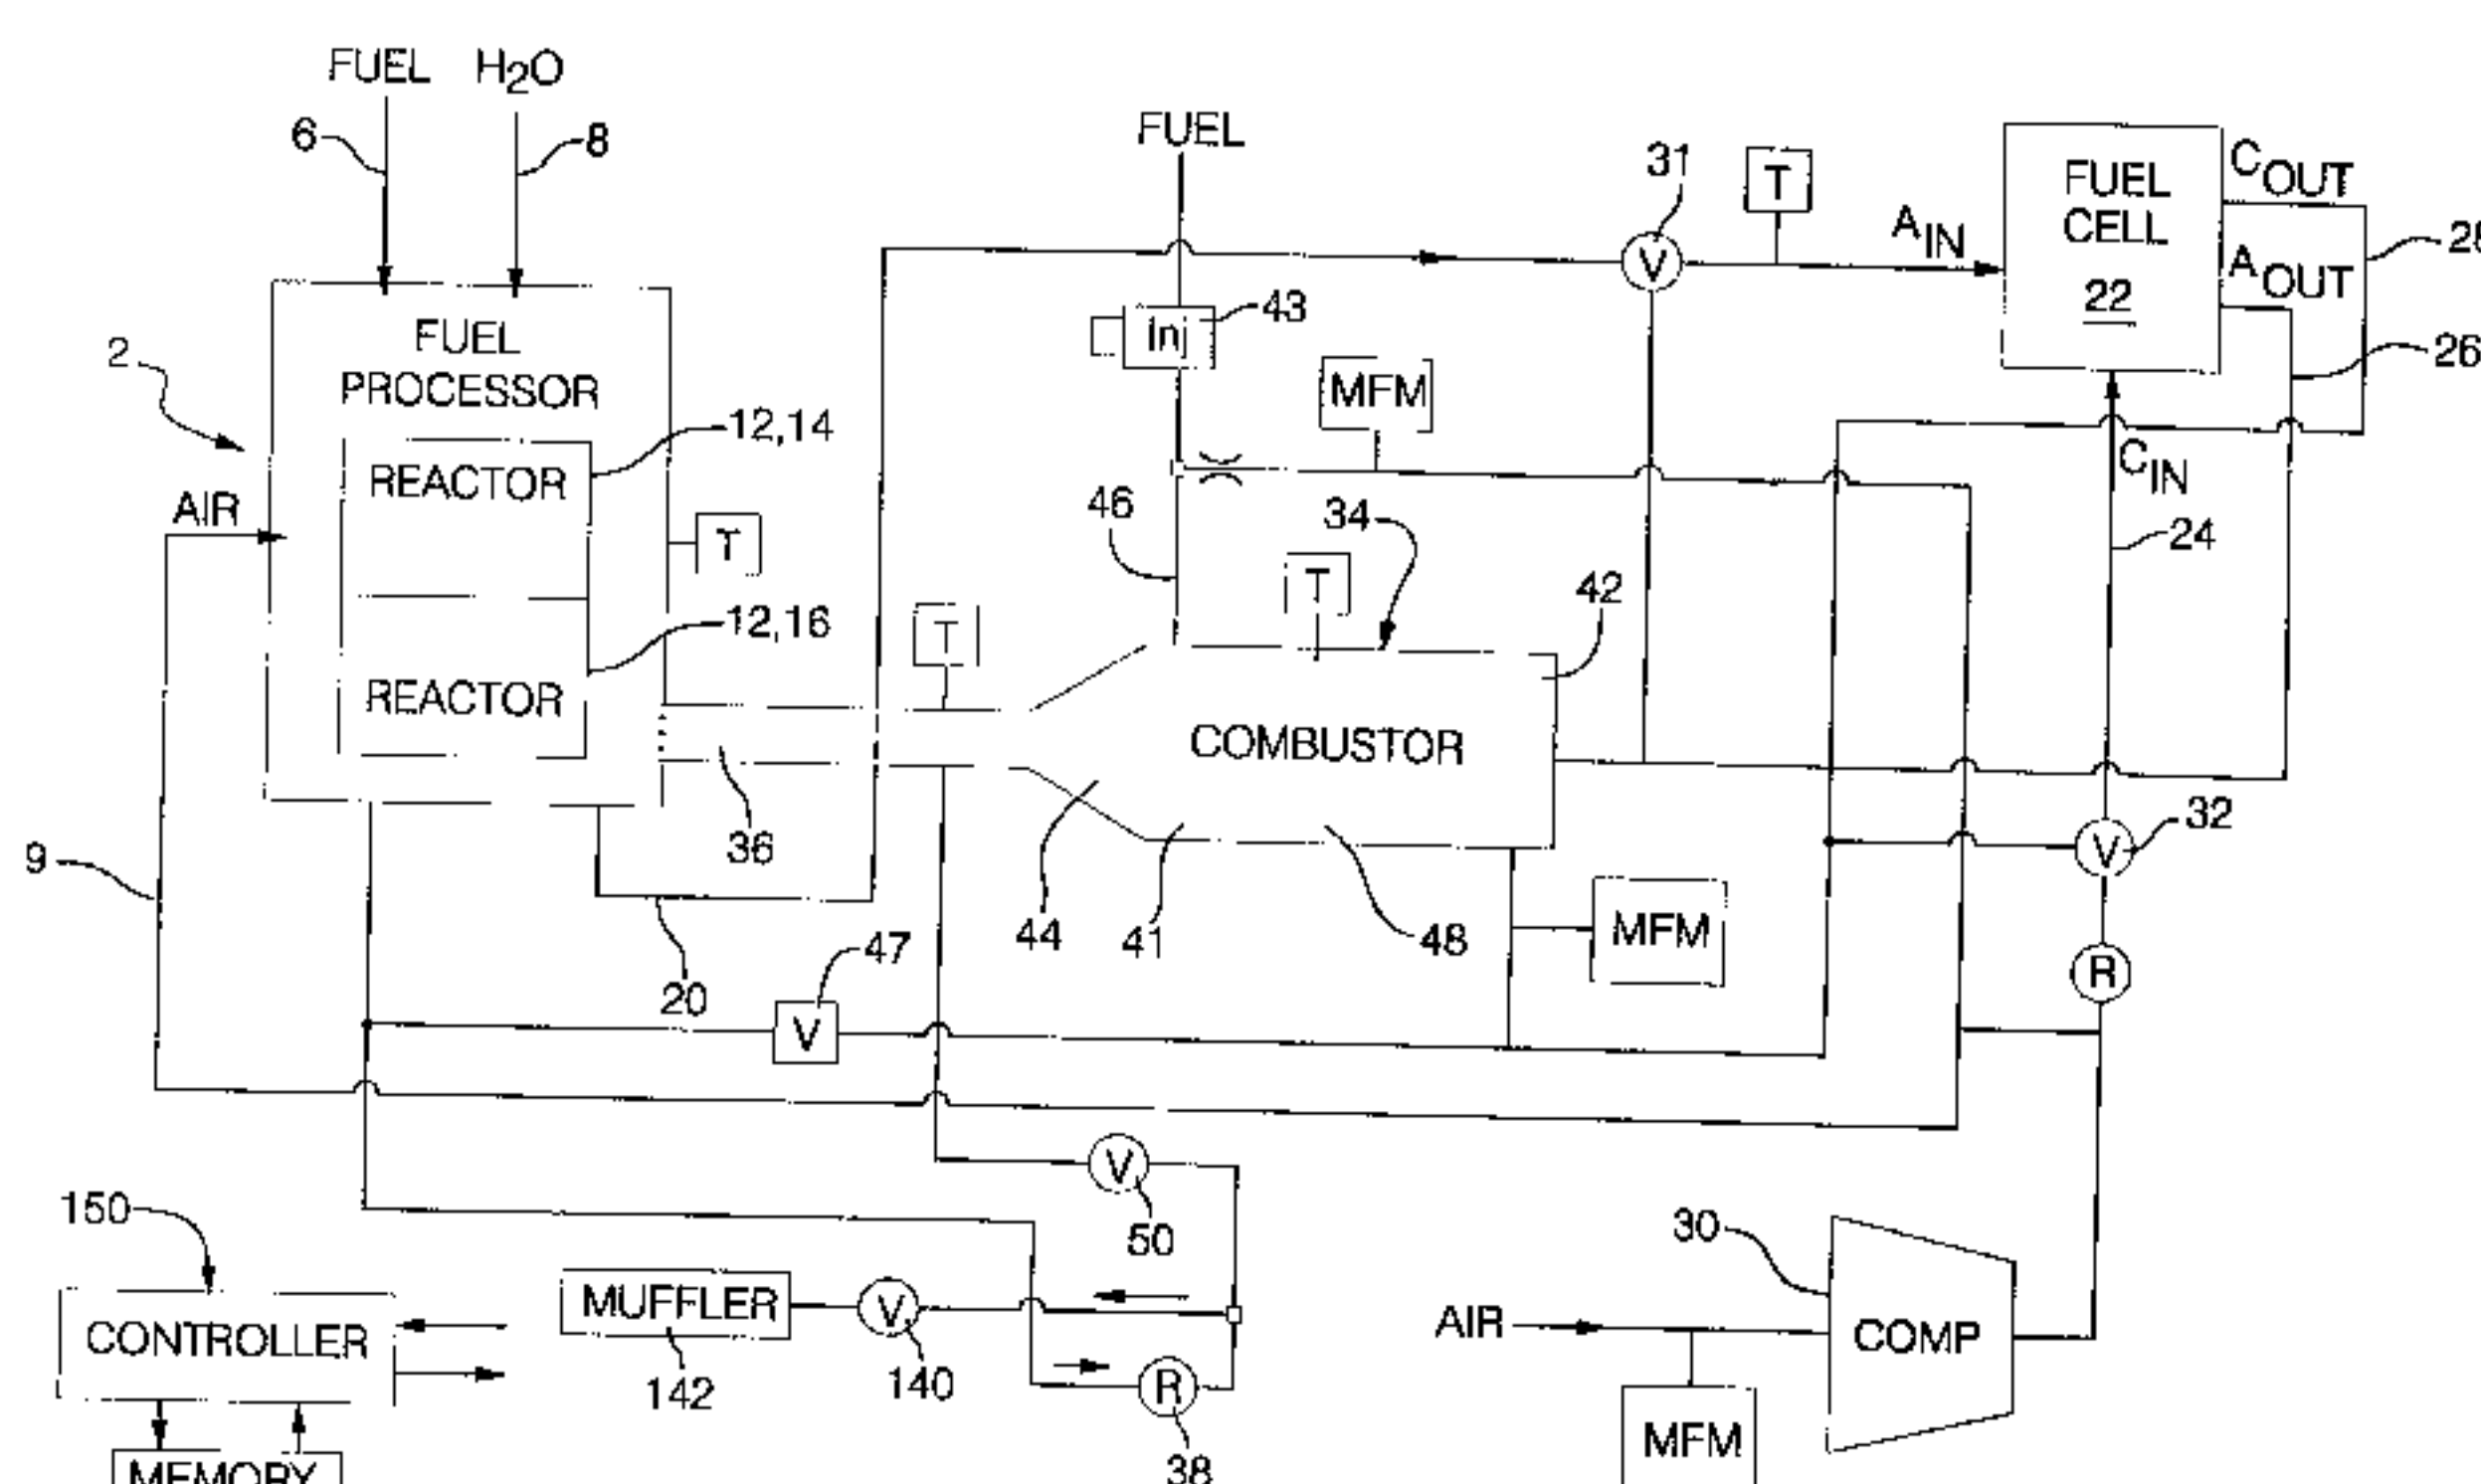 FUEL H2O
6
8
FUEL
31
T
AIN
FUEL
CELL
22
COUT
AOUT
26
FUEL
PROCESSOR
2
Inj
43
MFM
12,14
REACTOR
AIR
T
CIN
24
46
34
T
42
12,16
REACTOR
T
COMBUSTOR
36
32
V
V
9
44
41
48
MFM
20
47
V
R
V
50
150
CONTROLLER
MUFFLER
V
142
140
R
38
30
AIR
COMP
MFM
MEMORY